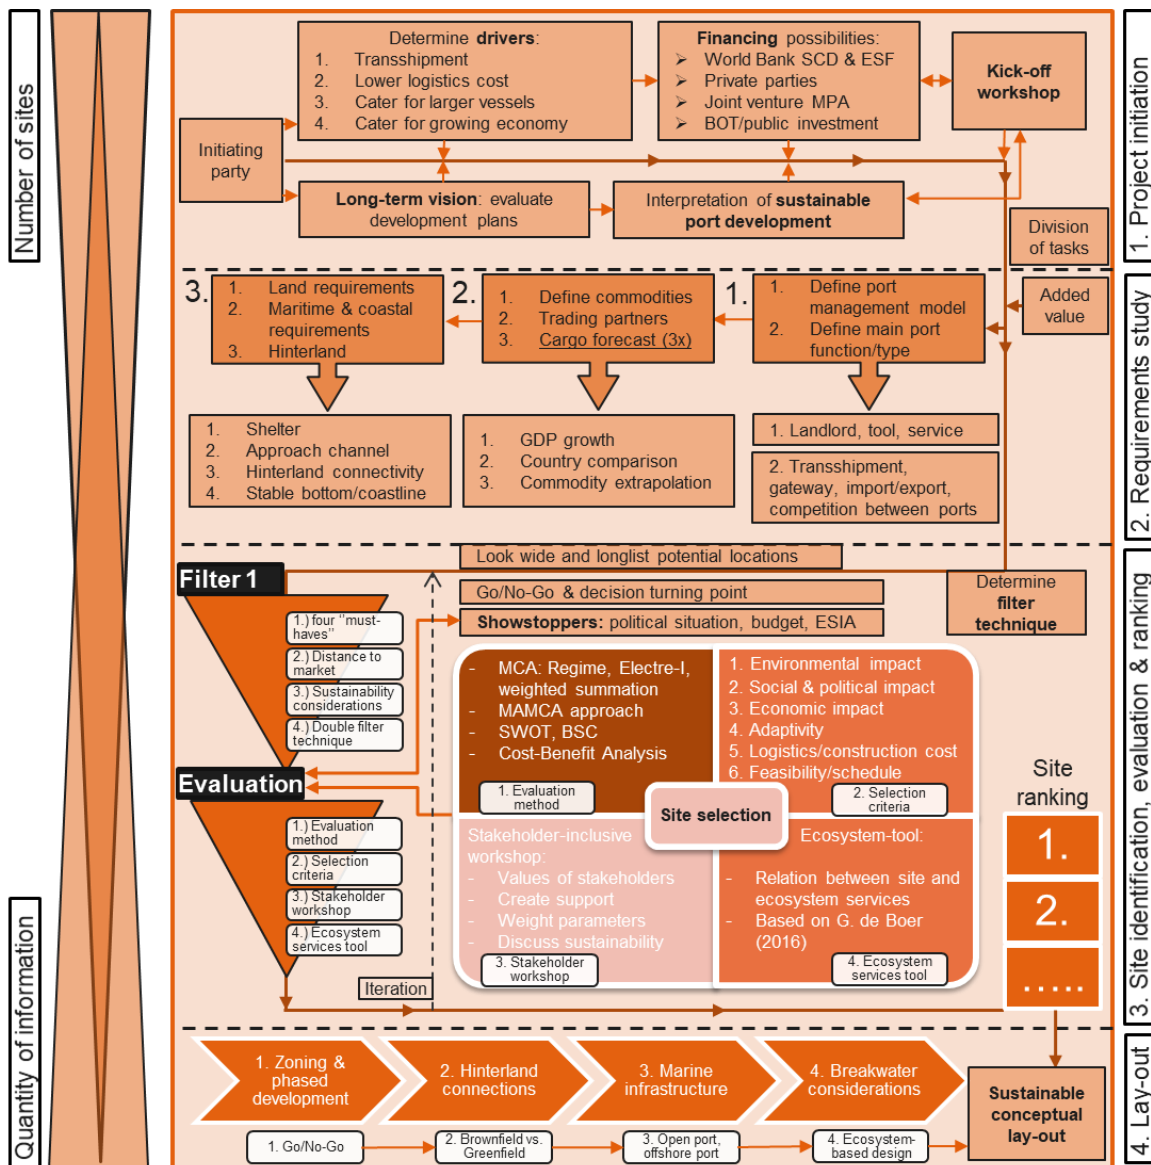 Number of sites
Quantity of information
1. Project initiation
2. Requirements study
3. Site identification, evaluation & ranking
4. Lay-out
Initiating
party
Determine drivers:
1. Transshipment
2. Lower logistics cost
3. Cater for larger vessels
4. Cater for growing economy
Financing possibilities:
➢ World Bank SCD & ESF
➢ Private parties
➢ Joint venture MPA
➢ BOT/public investment
Kick-off
workshop
Long-term vision: evaluate
development plans
Interpretation of sustainable
port development
Division
of tasks
3.
1. Land requirements
2. Maritime & coastal
requirements
3. Hinterland
2.
1. Define commodities
2. Trading partners
3. Cargo forecast (3x)
1.
1. Define port
management model
2. Define main port
function/type
Added
value
1. Shelter
2. Approach channel
3. Hinterland connectivity
4. Stable bottom/coastline
1. GDP growth
2. Country comparison
3. Commodity extrapolation
1. Landlord, tool, service
2. Transshipment,
gateway, import/export,
competition between ports
Look wide and longlist potential locations
Filter 1
Go/No-Go & decision turning point
Showstoppers: political situation, budget, ESIA
Determine
filter
technique
1.) four "must-
haves"
2.) Distance to
market
3.) Sustainability
considerations
4.) Double filter
technique
Evaluation
1.) Evaluation
method
2.) Selection
criteria
3.) Stakeholder
workshop
4.) Ecosystem
services tool
- MCA: Regime, Electre-I,
weighted summation
- MAMCA approach
- SWOT, BSC
- Cost-Benefit Analysis
1. Evaluation
method
1. Environmental impact
2. Social & political impact
3. Economic impact
4. Adaptivity
5. Logistics/construction cost
6. Feasibility/schedule
2. Selection
criteria
Site selection
Stakeholder-inclusive
workshop:
- Values of stakeholders
- Create support
- Weight parameters
- Discuss sustainability
3. Stakeholder
workshop
Ecosystem-tool:
- Relation between site and
ecosystem services
- Based on G. de Boer
(2016)
4. Ecosystem
services tool
Site
ranking
1.
2.
.....
Iteration
1. Zoning &
phased
development
2. Hinterland
connections
3. Marine
infrastructure
4. Breakwater
considerations
Sustainable
conceptual
lay-out
1. Go/No-Go
2. Brownfield vs.
Greenfield
3. Open port,
offshore port
4. Ecosystem-
based design